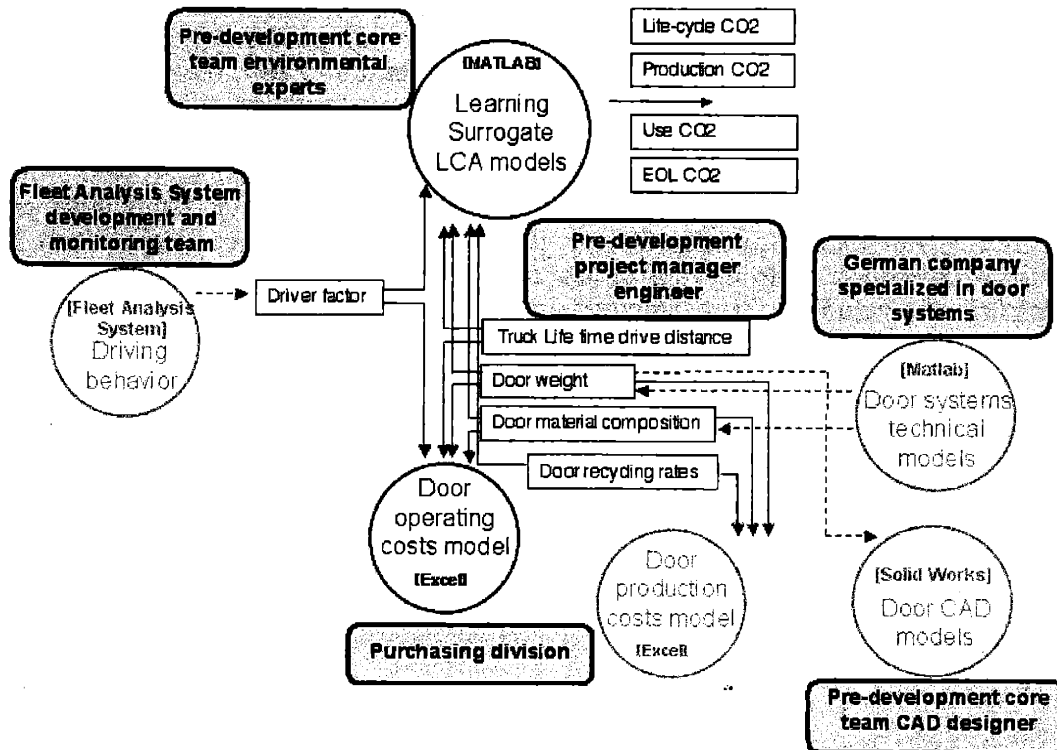 Pre-development core
team environmental
experts
[MATLAB]
Learning
Surrogate
LCA models
Life-cycle CO2
Production CO2
Use CO2
EOL CO2
Fleet Analysis System
development and
monitoring team
[Fleet Analysis
System]
Driving
behavior
Driver factor
Pre-development
project manager
engineer
German company
specialized in door
systems
Truck Life time drive distance
Door weight
Door material composition
Door recycling rates
[Matlab]
Door systems
technical
models
Door
operating
costs model
[Excel]
Door
production
costs model
[Excel]
[Solid Works]
Door CAD
models
Purchasing division
Pre-development core
team CAD designer